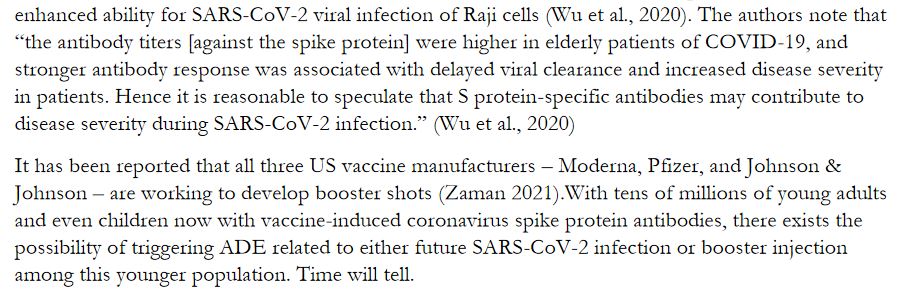 enhanced ability for SARS-CoV-2 viral infection of Raji cells (Wu et al., 2020). The authors note that
“the antibody titers [against the spike protein] were higher in elderly patients of COVID-19, and
stronger antibody response was associated with delayed viral clearance and increased disease severity
in patients. Hence it is reasonable to speculate that S protein-specific antibodies may contribute to
disease severity during SARS-CoV-2 infection.” (Wu et al., 2020)
It has been reported that all three US vaccine manufacturers – Moderna, Pfizer, and Johnson &
Johnson – are working to develop booster shots (Zaman 2021).With tens of millions of young adults
and even children now with vaccine-induced coronavirus spike protein antibodies, there exists the
possibility of triggering ADE related to either future SARS-CoV-2 infection or booster injection
among this younger population. Time will tell.